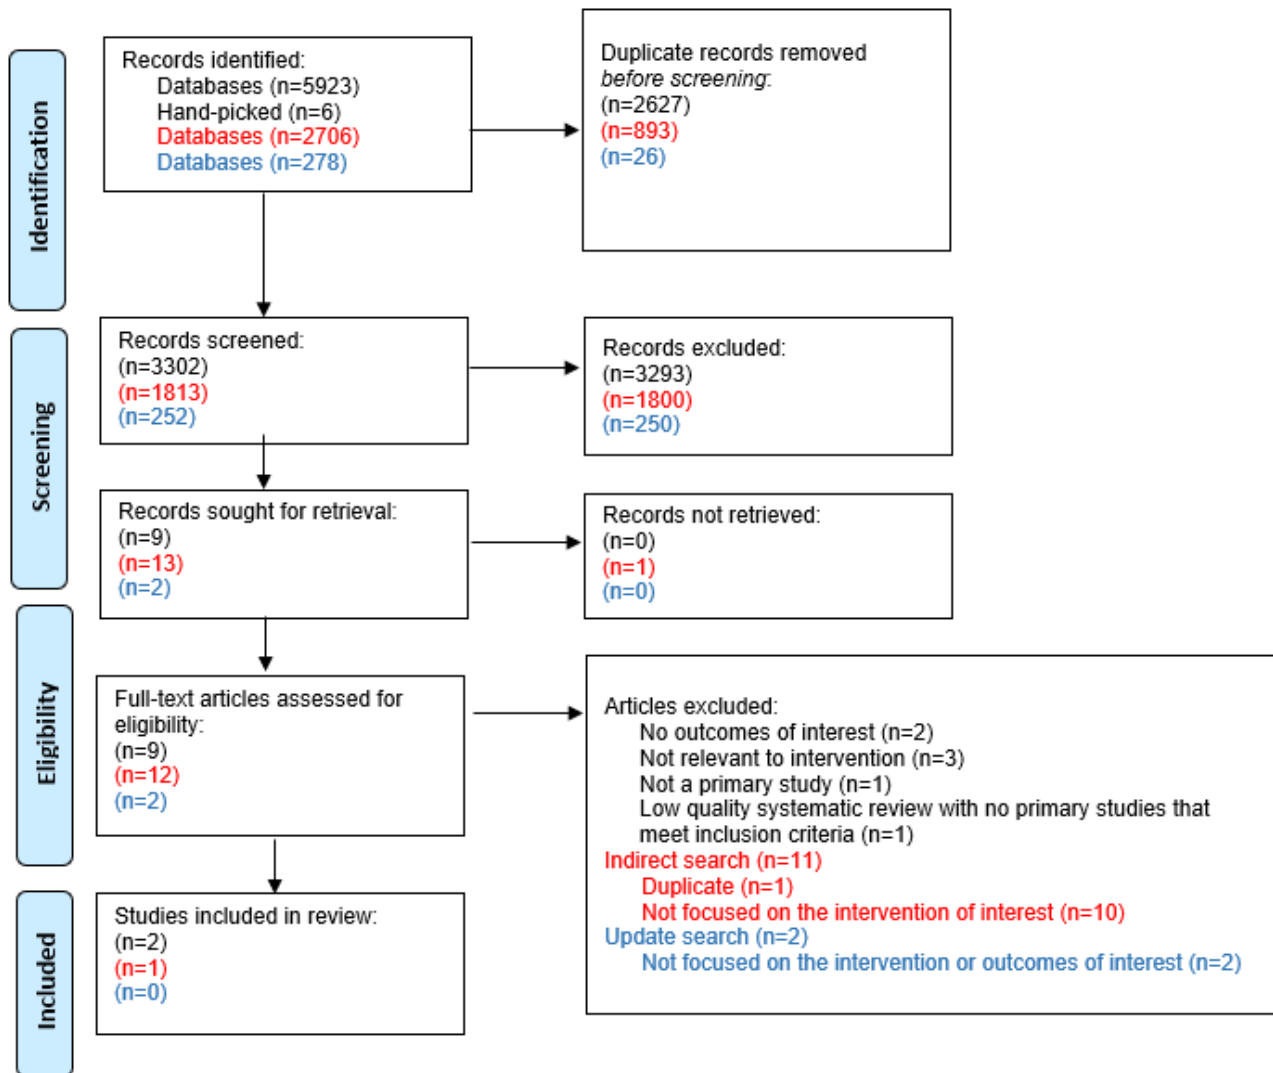 Identification
Records identified:
Databases (n=5923)
Hand-picked (n=6)
Databases (n=2706)
Databases (n=278)
Duplicate records removed
before screening:
(n=2627)
(n=893)
(n=26)
Screening
Records screened:
(n=3302)
(n=1813)
(n=252)
Records excluded:
(n=3293)
(n=1800)
(n=250)
Records sought for retrieval:
(n=9)
(n=13)
(n=2)
Records not retrieved:
(n=0)
(n=1)
(n=0)
Eligibility
Full-text articles assessed for
eligibility:
(n=9)
(n=12)
(n=2)
Articles excluded:
No outcomes of interest (n=2)
Not relevant to intervention (n=3)
Not a primary study (n=1)
Low quality systematic review with no primary studies that
meet inclusion criteria (n=1)
Indirect search (n=11)
Duplicate (n=1)
Not focused on the intervention of interest (n=10)
Update search (n=2)
Not focused on the intervention or outcomes of interest (n=2)
Included
Studies included in review:
(n=2)
(n=1)
(n=0)